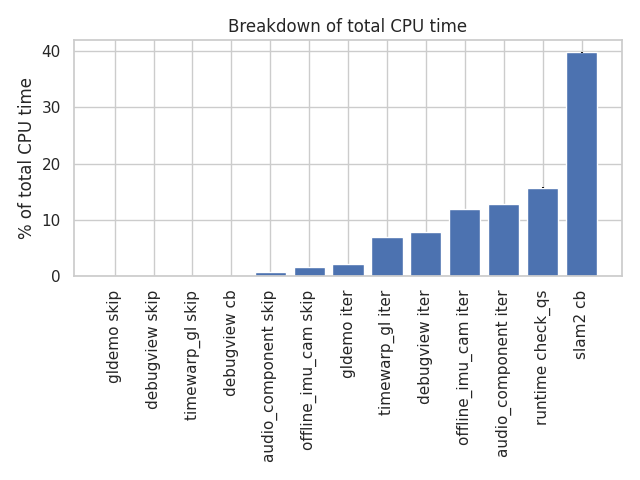 Breakdown of total CPU time
% of total CPU time
40
30
20
10
0
gldemo skip
debugview skip
timewarp_gl skip
debugview cb
audio_component skip
offline_imu_cam skip
gldemo iter
timewarp_gl iter
debugview iter
offline_imu_cam iter
audio_component iter
runtime check_qs
slam2 cb